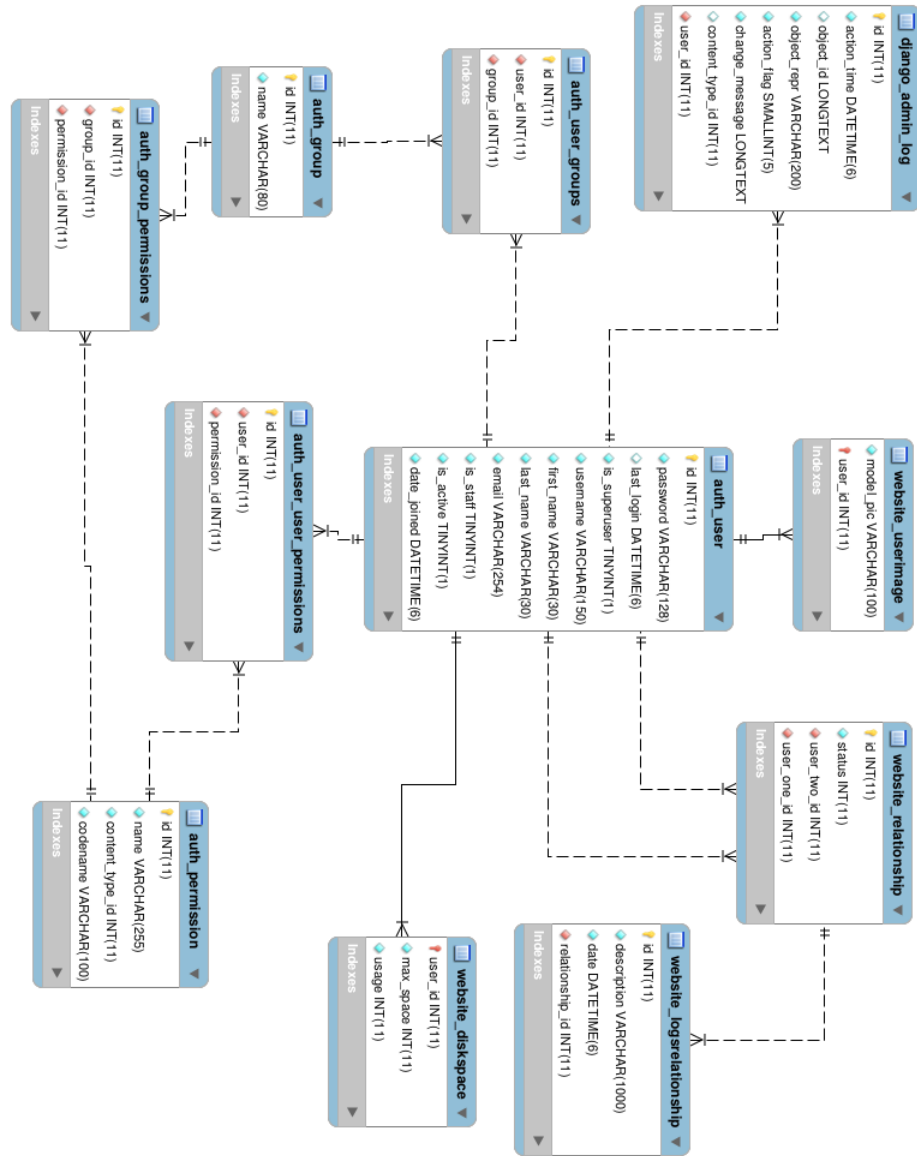 django_admin_log
id INT(11)
action_time DATETIME(6)
object_id LONGTEXT
object_repr VARCHAR(200)
action_flag SMALLINT(5)
change_message LONGTEXT
content_type_id INT(11)
user_id INT(11)
Indexes
website_userimage
model_pic VARCHAR(100)
user_id INT(11)
Indexes
website_relationship
id INT(11)
status INT(11)
user_two_id INT(11)
user_one_id INT(11)
Indexes
auth_user_groups
id INT(11)
user_id INT(11)
group_id INT(11)
Indexes
auth_user
id INT(11)
password VARCHAR(128)
last_login DATETIME(6)
is_superuser TINYINT(1)
username VARCHAR(150)
first_name VARCHAR(30)
last_name VARCHAR(30)
email VARCHAR(254)
is_staff TINYINT(1)
is_active TINYINT(1)
date_joined DATETIME(6)
Indexes
website_logsrelationship
id INT(11)
description VARCHAR(1000)
date DATETIME(6)
relationship_id INT(11)
Indexes
auth_group
id INT(11)
name VARCHAR(80)
Indexes
website_diskspace
user_id INT(11)
max_space INT(11)
usage INT(11)
Indexes
auth_user_user_permissions
id INT(11)
user_id INT(11)
permission_id INT(11)
Indexes
auth_group_permissions
id INT(11)
group_id INT(11)
permission_id INT(11)
Indexes
auth_permission
id INT(11)
name VARCHAR(255)
content_type_id INT(11)
codename VARCHAR(100)
Indexes